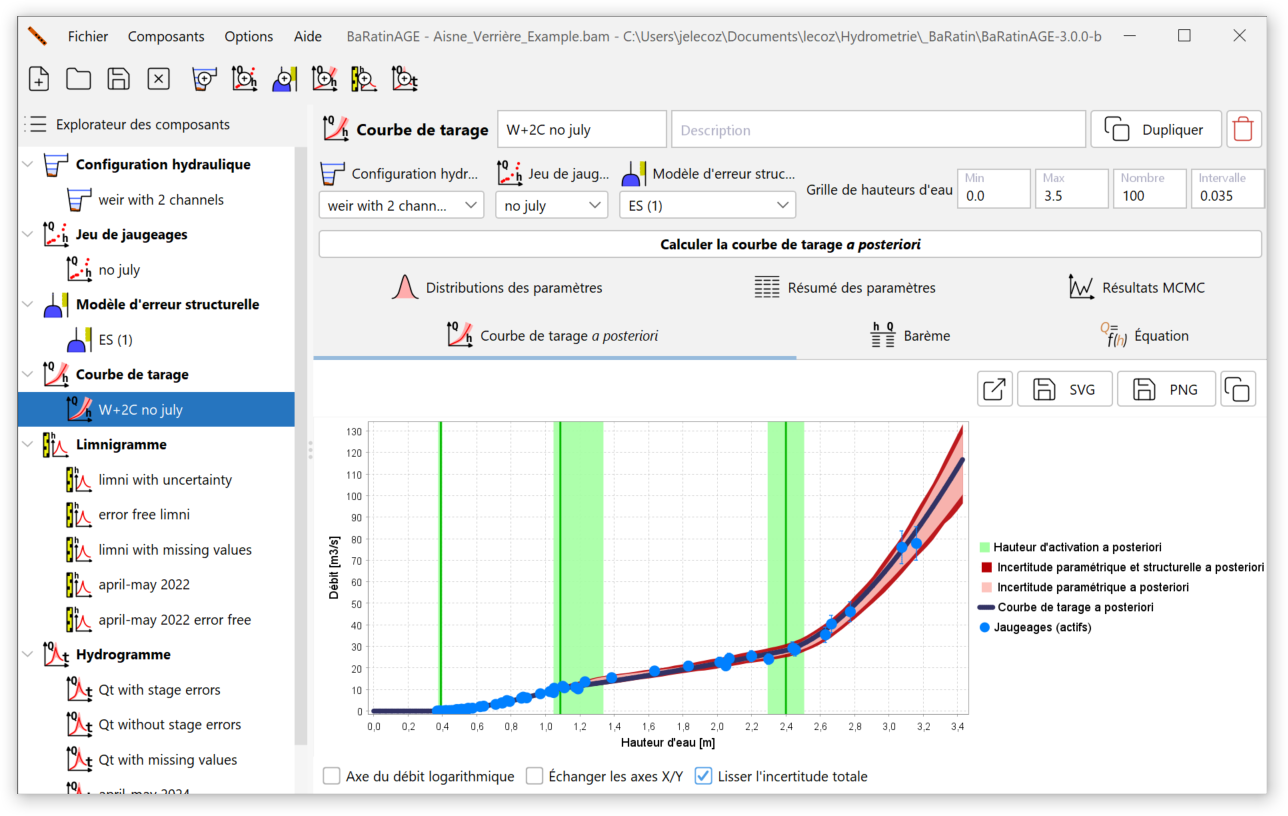 Fichier Composants Options Aide BaRatinAGE - Aisne_Verrière_Example.bam - C:\Users\jelecoz\Documents\lecoz\Hydrometrie\_BaRatin\BaRatinAGE-3.0.0-b
Explorateur des composants
Configuration hydraulique
weir with 2 channels
Jeu de jaugeages
no july
Modèle d'erreur structurelle
ES (1)
Courbe de tarage
W+2C no july
Limnigramme
limni with uncertainty
error free limni
limni with missing values
april-may 2022
april-may 2022 error free
Hydrogramme
Qt with stage errors
Qt without stage errors
Qt with missing values
april-may 2024
Courbe de tarage W+2C no july Description Dupliquer
Configuration hydr... Jeu de jaug... Modèle d'erreur struc...
weir with 2 chann... no july ES (1)
Grille de hauteurs d'eau
Min Max Nombre Intervalle
0.0 3.5 100 0.035
Calculer la courbe de tarage a posteriori
Distributions des paramètres Résumé des paramètres Résultats MCMC
Courbe de tarage a posteriori Barème Équation
SVG PNG
130
120
110
100
90
80
70
60
50
40
30
20
10
0
Débit [m3/s]
0,0 0,2 0,4 0,6 0,8 1,0 1,2 1,4 1,6 1,8 2,0 2,2 2,4 2,6 2,8 3,0 3,2 3,4
Hauteur d'eau [m]
Hauteur d'activation a posteriori
Incertitude paramétrique et structurelle a posteriori
Incertitude paramétrique a posteriori
Courbe de tarage a posteriori
Jaugeages (actifs)
Axe du débit logarithmique Échanger les axes X/Y Lisser l'incertitude totale